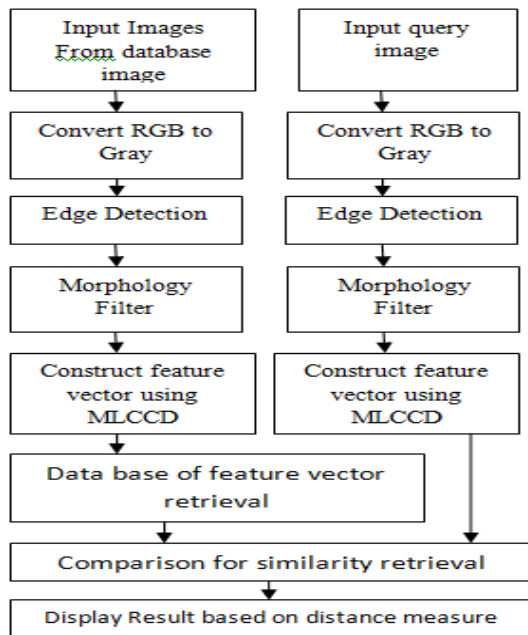 Input Images
From database
image
Input query
image
Convert RGB to
Gray
Convert RGB to
Gray
Edge Detection
Edge Detection
Morphology
Filter
Morphology
Filter
Construct feature
vector using
MLCCD
Construct feature
vector using
MLCCD
Data base of feature vector
retrieval
Comparison for similarity retrieval
Display Result based on distance measure